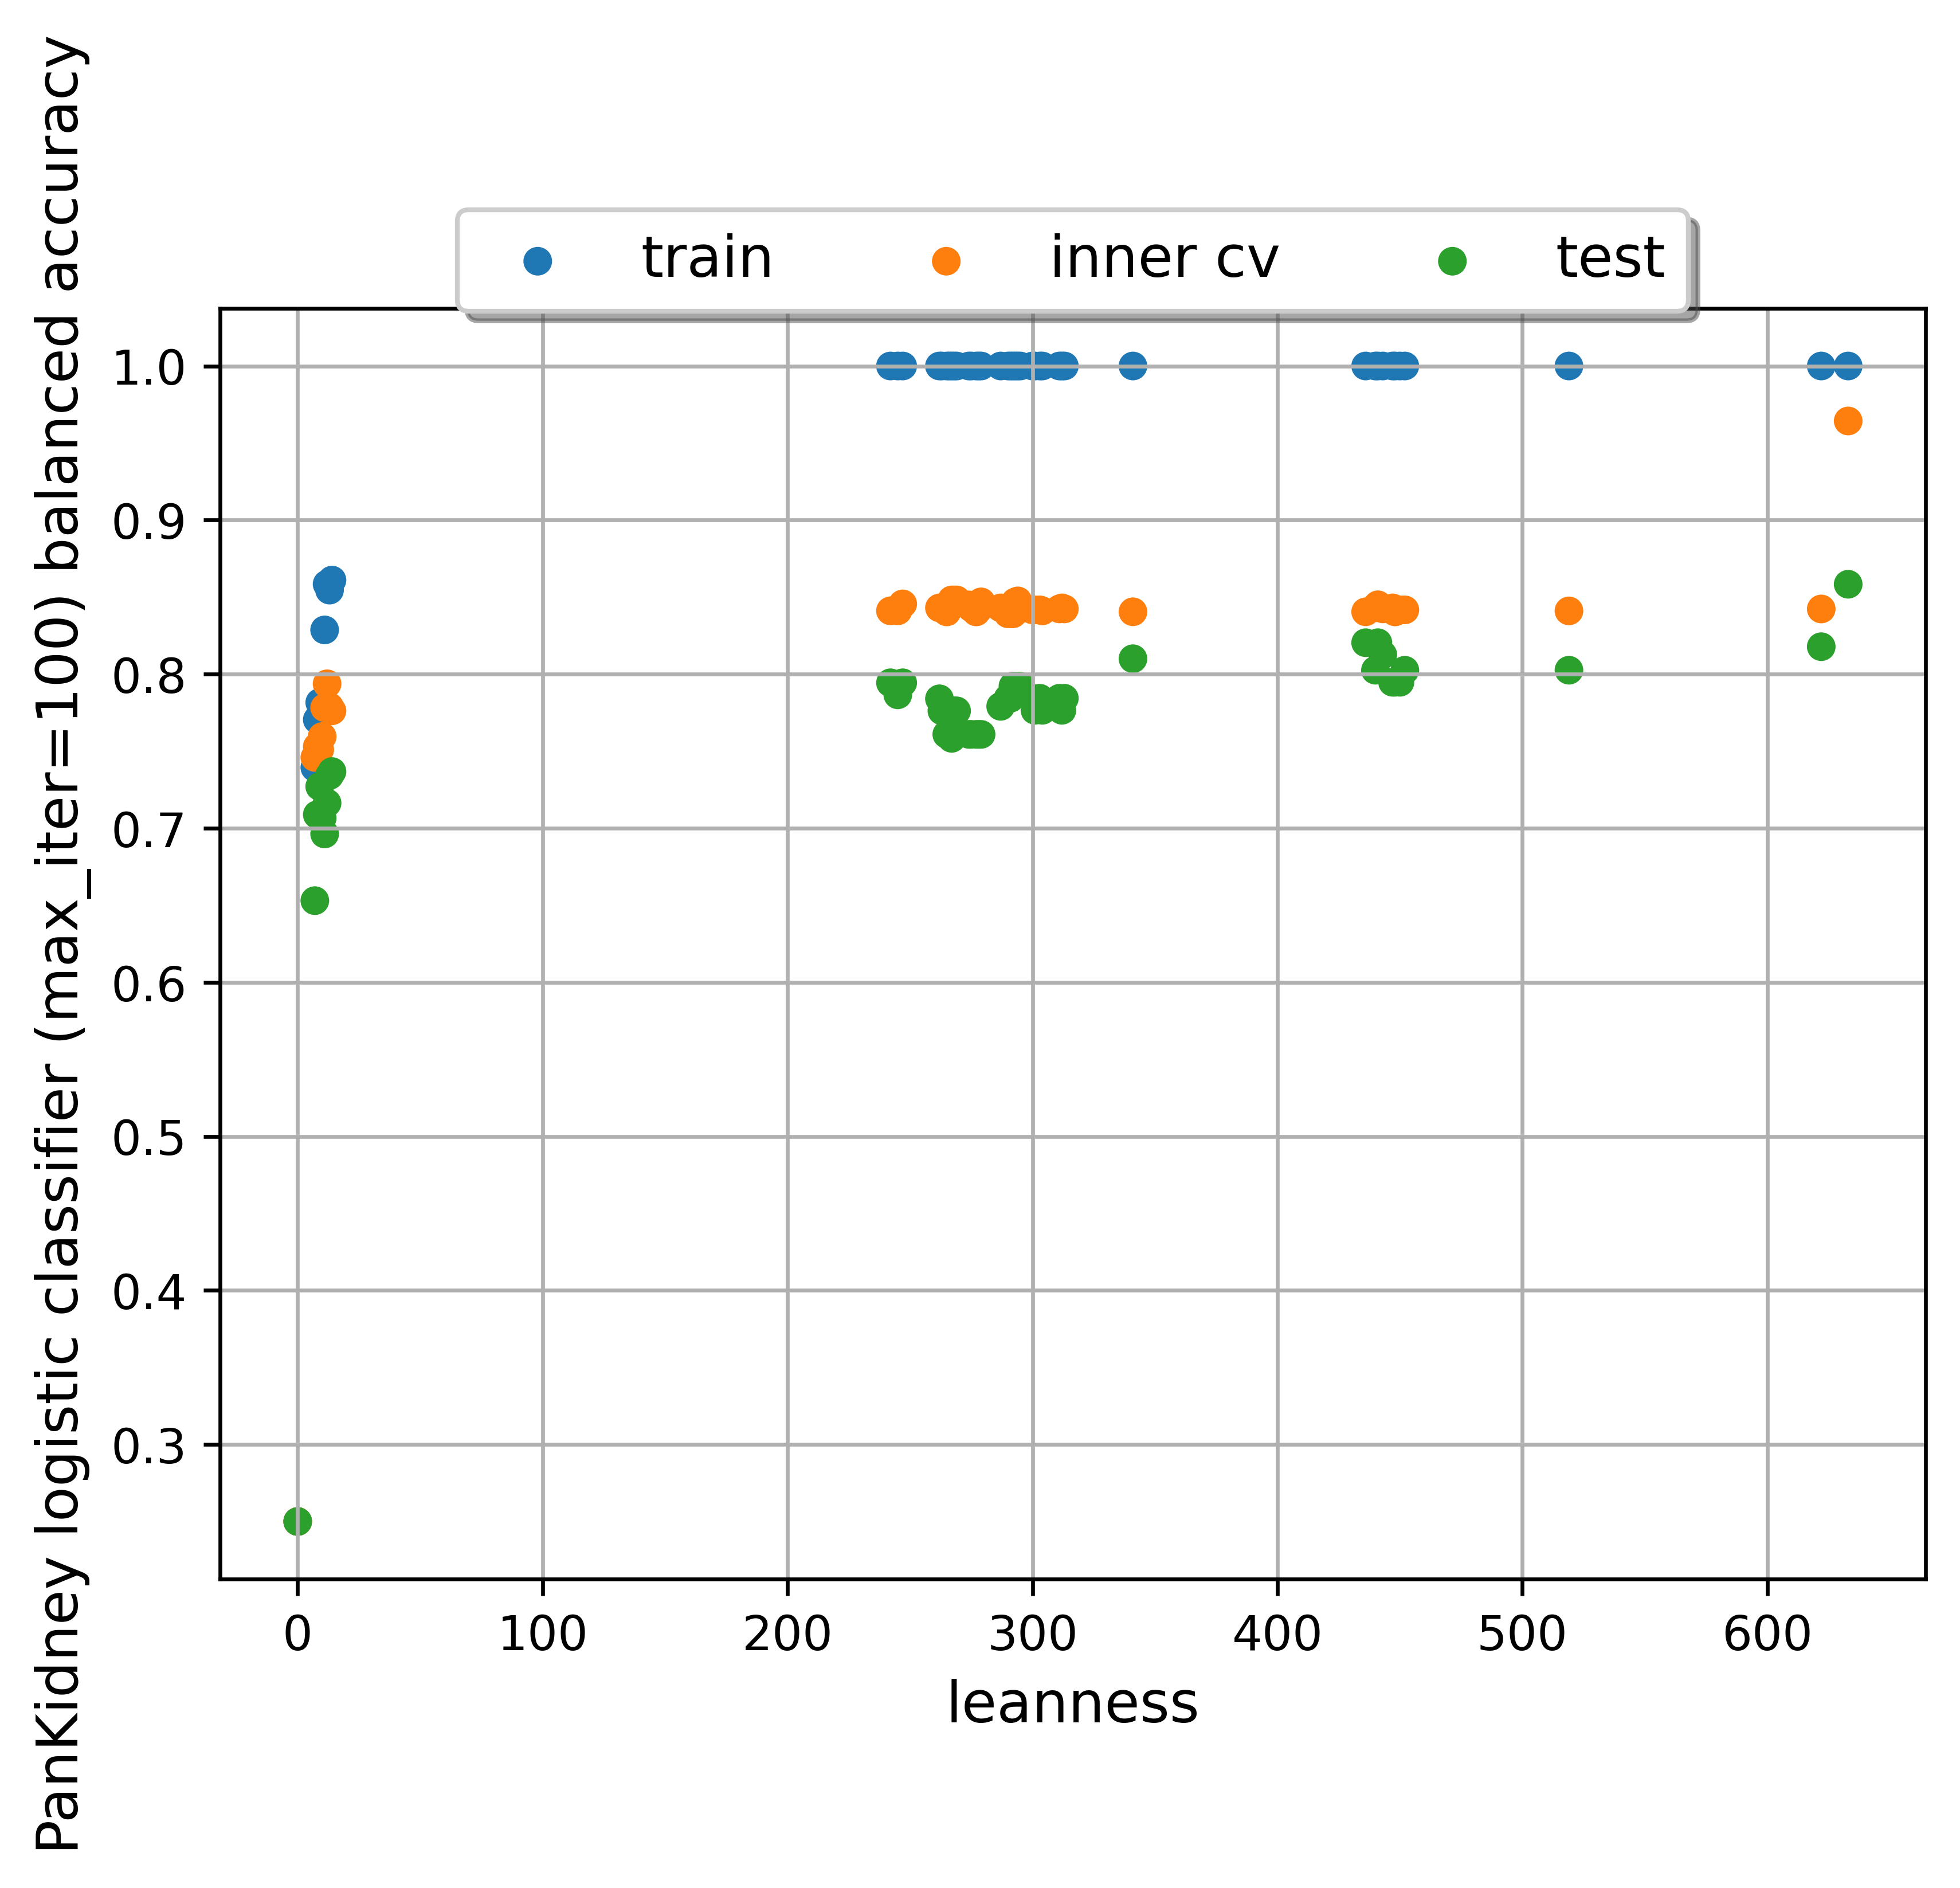 PanKidney logistic classifier (max_iter=100) balanced accuracy
train inner cv test
1.0
0.9
0.8
0.7
0.6
0.5
0.4
0.3
0 100 200 300 400 500 600
leanness